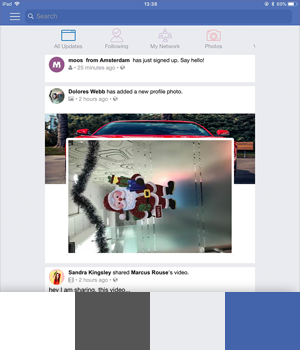 iPad
13:39
69%
Search
All Updates
Following
My Network
Photos
M
moos from Amsterdam has just signed up. Say hello!
• 25 minutes ago •
Dolores Webb has added a new profile photo.
• 2 hours ago •
Sandra Kingsley shared Marcus Rouse's video.
• 2 hours ago •
hey I am sharing, this video...